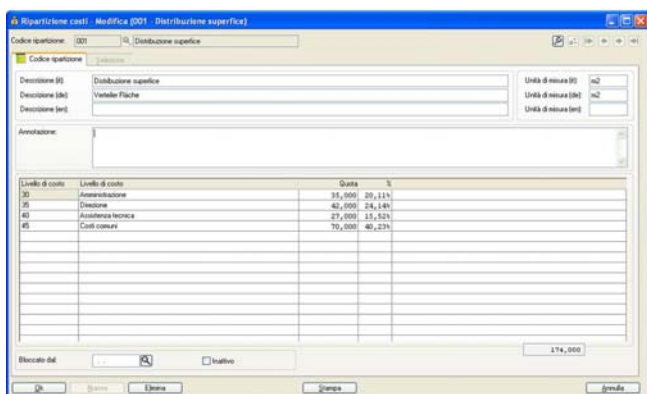 Ripartizione costi - Modifica (001 - Distribuzione superfice)
Codice ripartizione: 001 Distribuzione superfice
Codice ripartizione Selezione
Descrizione [it]: Distribuzione superfice Unità di misura [it]: m2
Descrizione [de]: Verteiler Fläche Unità di misura [de]: m2
Descrizione [en]: Unità di misura [en]:
Annotazione:
Livello di costo Livello di costo Quota %
30 Amministrazione 35,000 20,11%
35 Direzione 42,000 24,14%
40 Assistenza tecnica 27,000 15,52%
45 Costi comuni 70,000 40,23%
174,000
Bloccato dal: . . Inattivo
Ok Nuovo Elimina Stampa Annulla